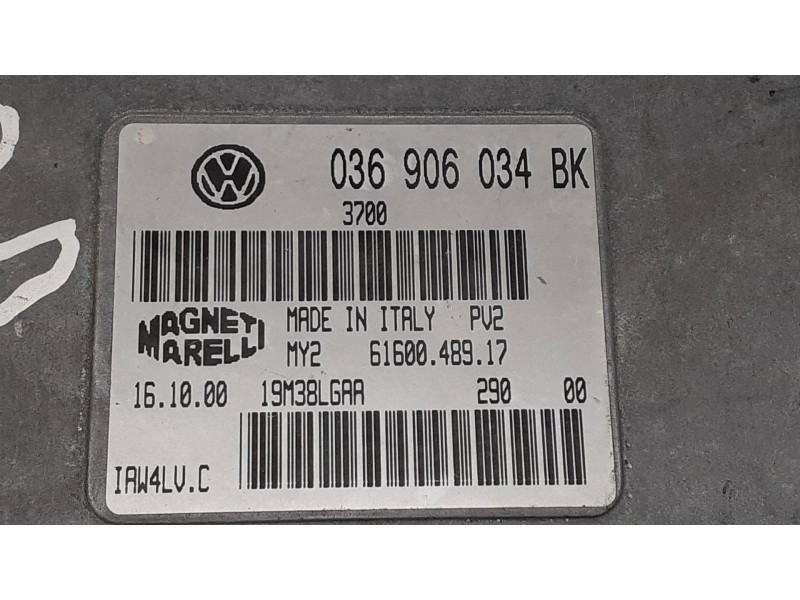 036 906 034 BK
3700
MAGNETI MARELLI
MADE IN ITALY PV2
MY2 61600.489.17
16.10.00 19M38LGAA 290 00
IAW4LV.C